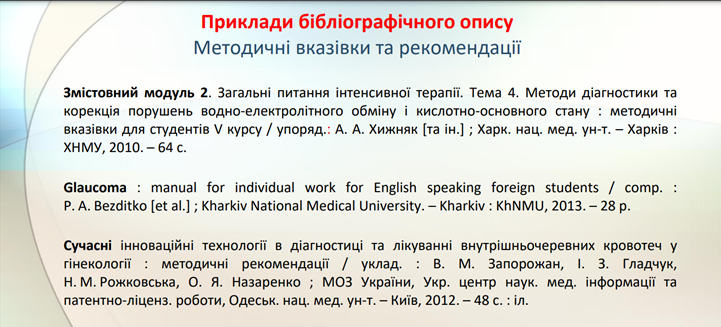 Приклади бібліографічного опису
Методичні вказівки та рекомендації
Змістовний модуль 2. Загальні питання інтенсивної терапії. Тема 4. Методи діагностики та
корекція порушень водно-електролітного обміну і кислотно-основного стану : методичні
вказівки для студентів V курсу / упоряд.: А. А. Хижняк [та ін.] ; Харк. нац. мед. ун-т. – Харків :
ХНМУ, 2010. – 64 с.
Glaucoma : manual for individual work for English speaking foreign students / comp. :
P. A. Bezditko [et al.] ; Kharkiv National Medical University. – Kharkiv : KhNMU, 2013. – 28 p.
Сучасні інноваційні технології в діагностиці та лікуванні внутрішньочеревних кровотеч у
гінекології : методичні рекомендації / уклад. : В. М. Запорожан, І. З. Гладчук,
Н. М. Рожковська, О. Я. Назаренко ; МОЗ України, Укр. центр наук. мед. інформації та
патентно-ліценз. роботи, Одеськ. нац. мед. ун-т. – Київ, 2012. – 48 с. : іл.